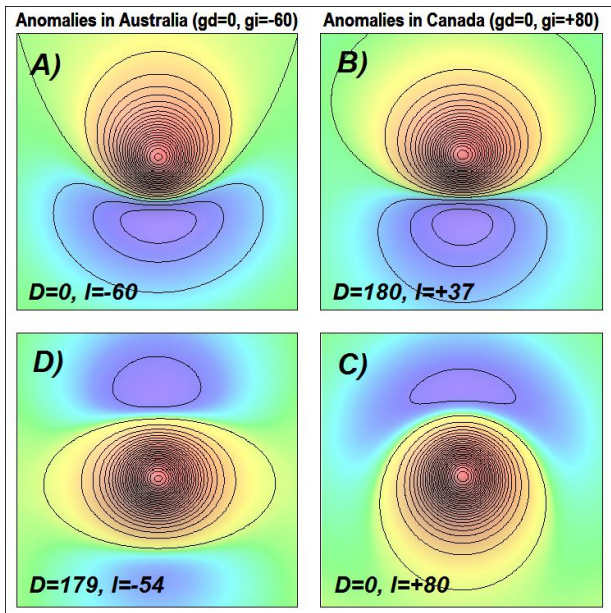 Anomalies in Australia (gd=0, gi=-60)
Anomalies in Canada (gd=0, gi=+80)
A)
B)
D=0, I=-60
D=180, I=+37
D)
C)
D=179, I=-54
D=0, I=+80